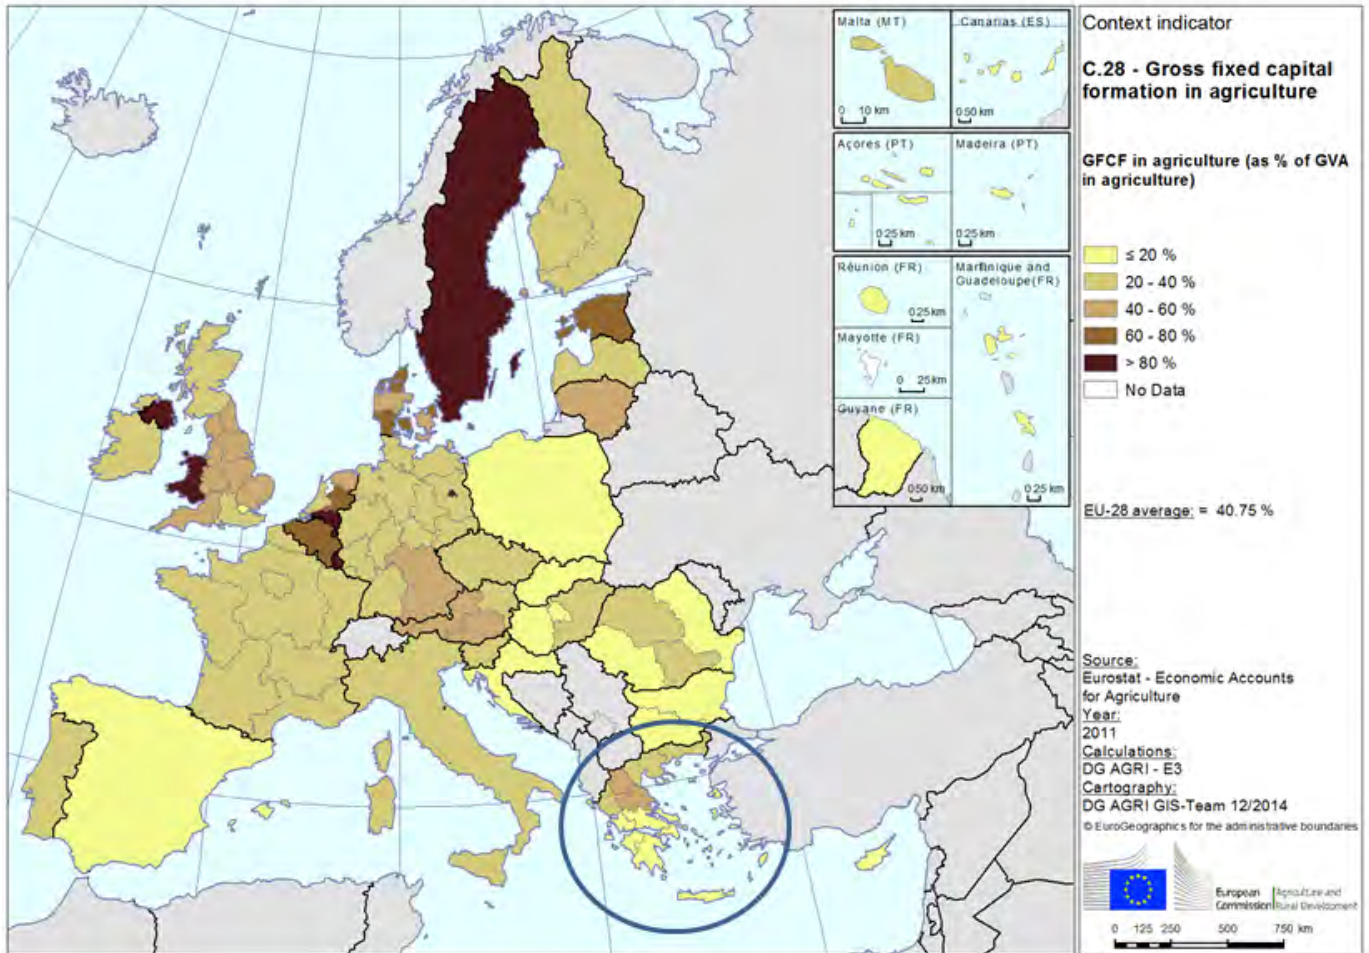 Malta (MT)
0 10 km
Canarias (ES)
0 50 km
Açores (PT)
0 25 km
Madeira (PT)
0 25 km
Réunion (FR)
0 25 km
Martinique and
Guadeloupe(FR)
0 25 km
Mayotte (FR)
0 25km
Guyane (FR)
0 50 km
Context indicator
C.28 - Gross fixed capital
formation in agriculture
GFCF in agriculture (as % of GVA
in agriculture)
≤ 20 %
20 - 40 %
40 - 60 %
60 - 80 %
> 80 %
No Data
EU-28 average: = 40.75 %
Source:
Eurostat - Economic Accounts
for Agriculture
Year:
2011
Calculations:
DG AGRI - E3
Cartography:
DG AGRI GIS-Team 12/2014
© EuroGeographics for the administrative boundaries
European
Commission
Agriculture and
Rural Development
0 125 250 500 750 km